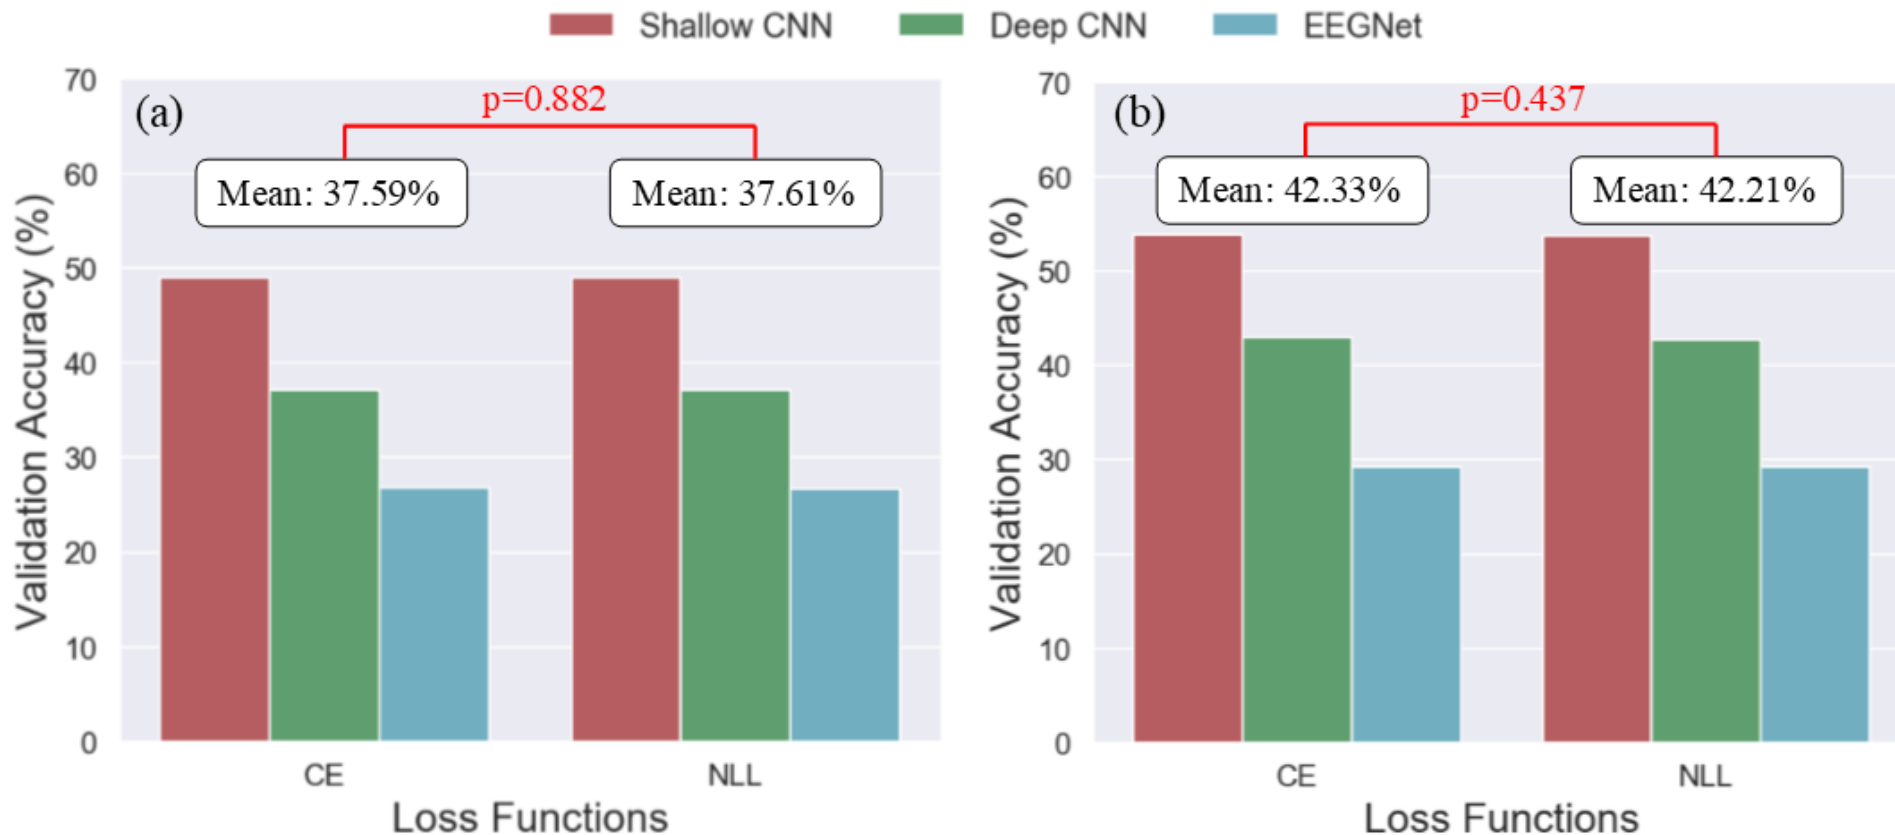 Shallow CNN Deep CNN EEGNet
(a)
p=0.882
Mean: 37.59%
Mean: 37.61%
Validation Accuracy (%)
70
60
50
40
30
20
10
0
CE NLL
Loss Functions
(b)
p=0.437
Mean: 42.33%
Mean: 42.21%
Validation Accuracy (%)
70
60
50
40
30
20
10
0
CE NLL
Loss Functions